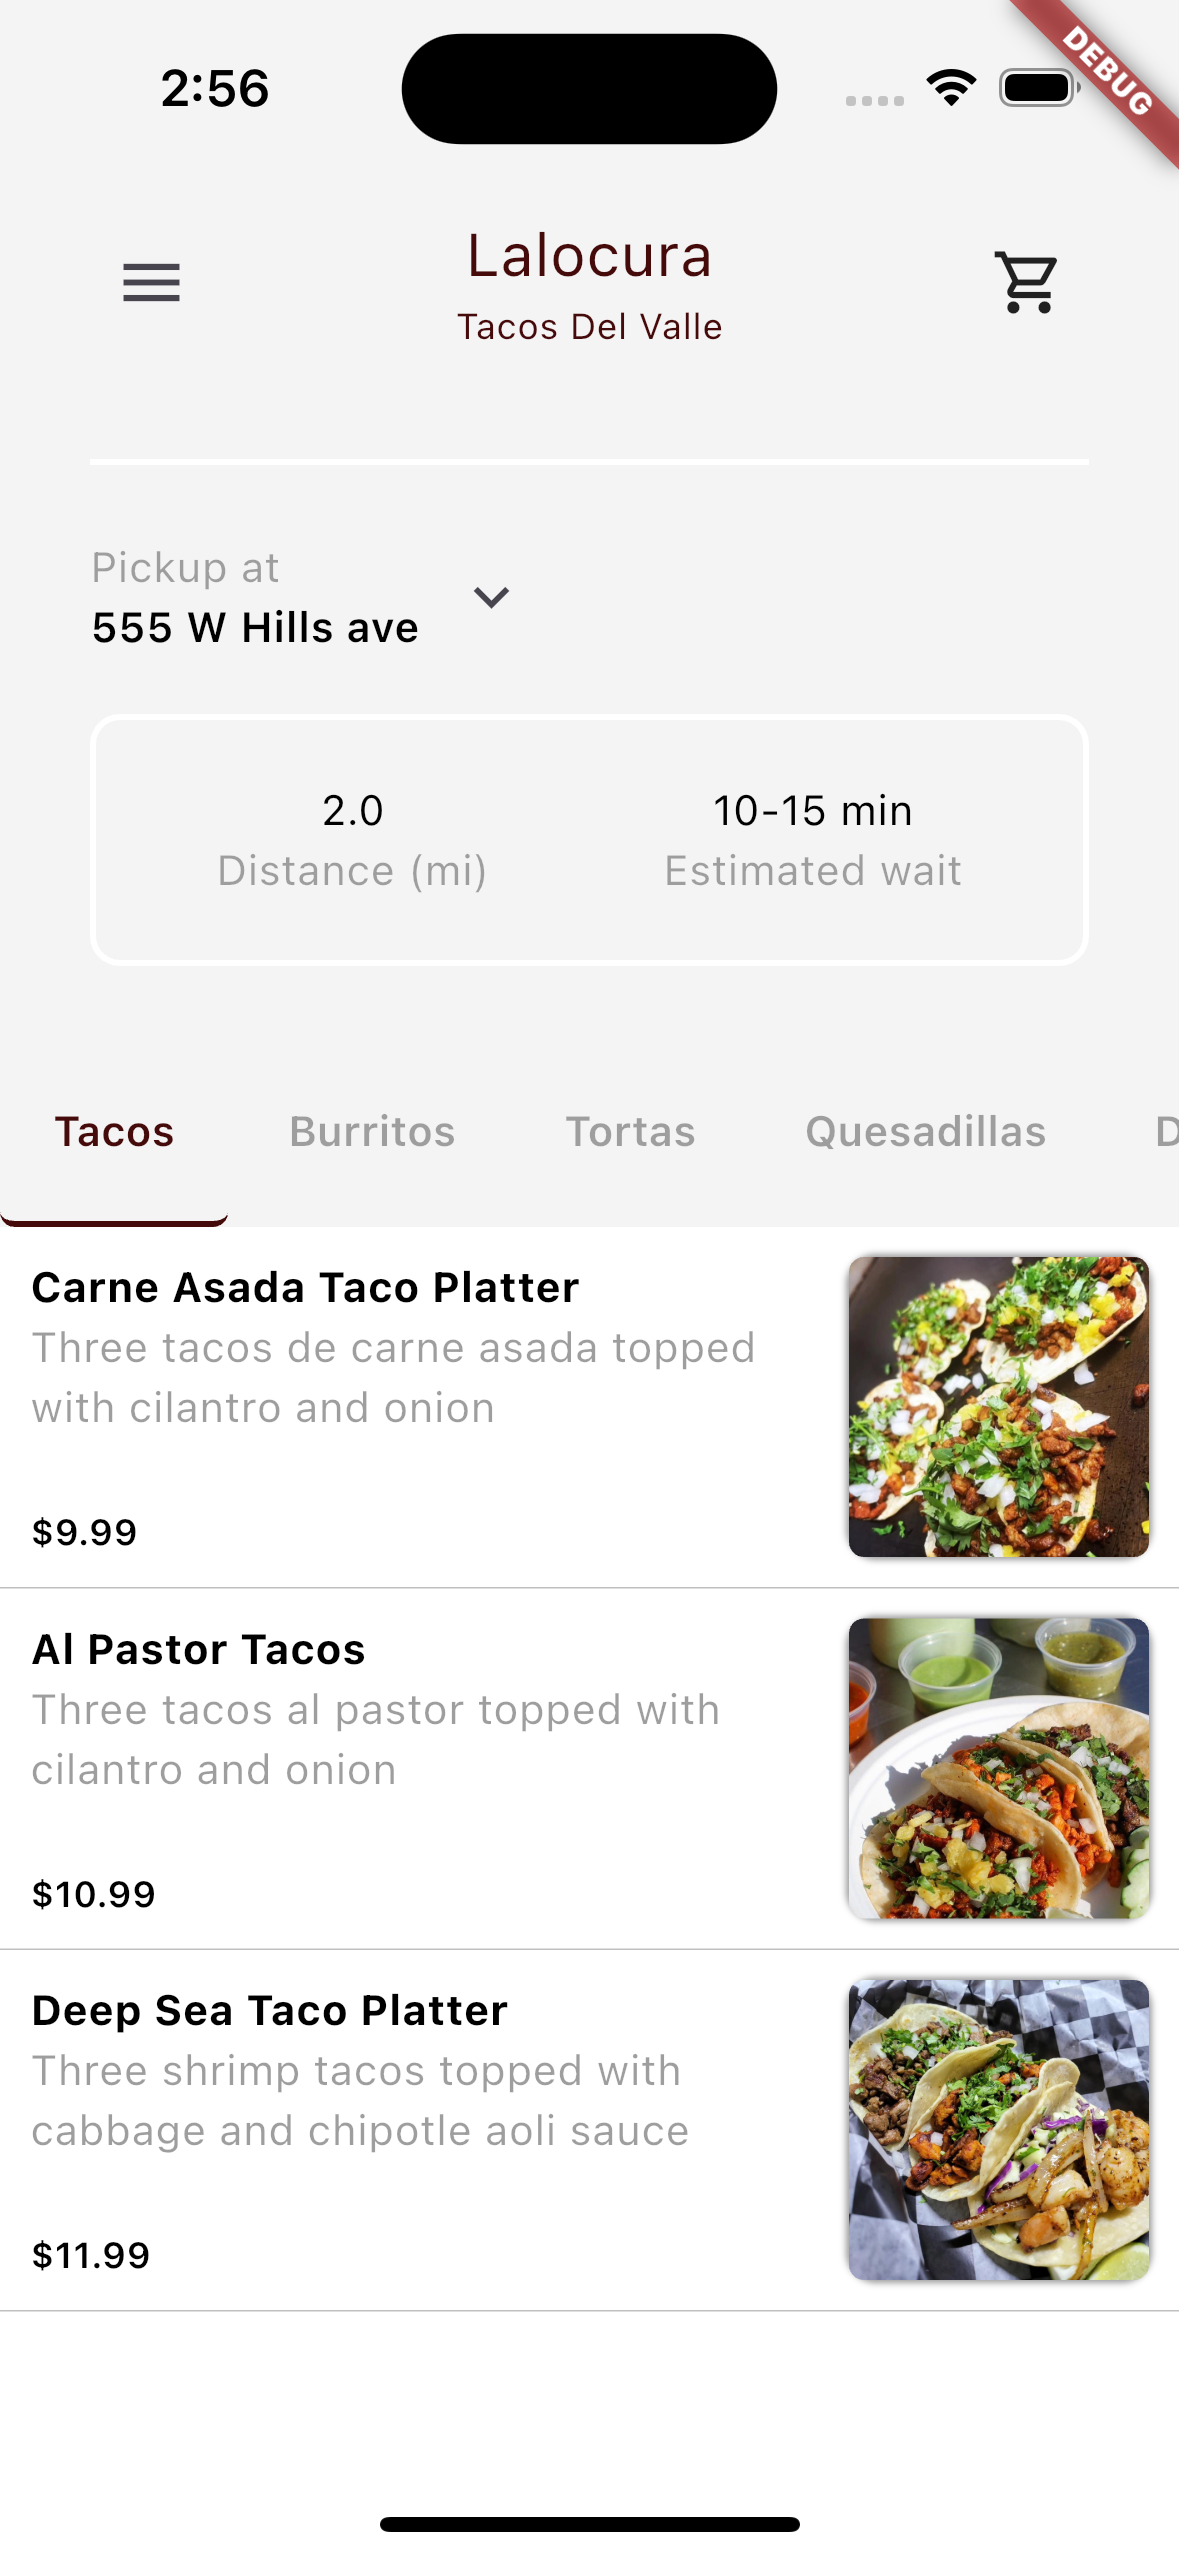 2:56
DEBUG
Lalocura
Tacos Del Valle
Pickup at
555 W Hills ave
2.0
10-15 min
Distance (mi)
Estimated wait
Tacos Burritos Tortas Quesadillas D
Carne Asada Taco Platter
Three tacos de carne asada topped
with cilantro and onion
$9.99
Al Pastor Tacos
Three tacos al pastor topped with
cilantro and onion
$10.99
Deep Sea Taco Platter
Three shrimp tacos topped with
cabbage and chipotle aoli sauce
$11.99